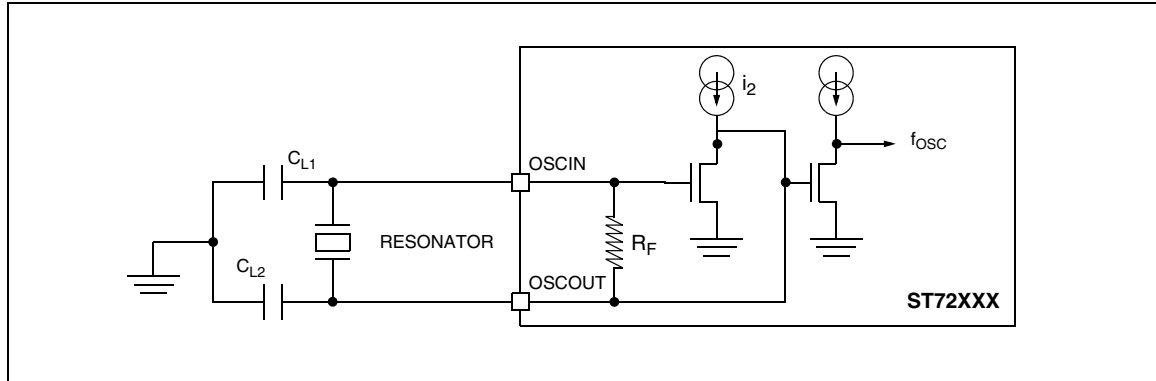 i2
fOSC
CL1
OSCIN
RESONATOR
RF
CL2
OSCOUT
ST72XXX